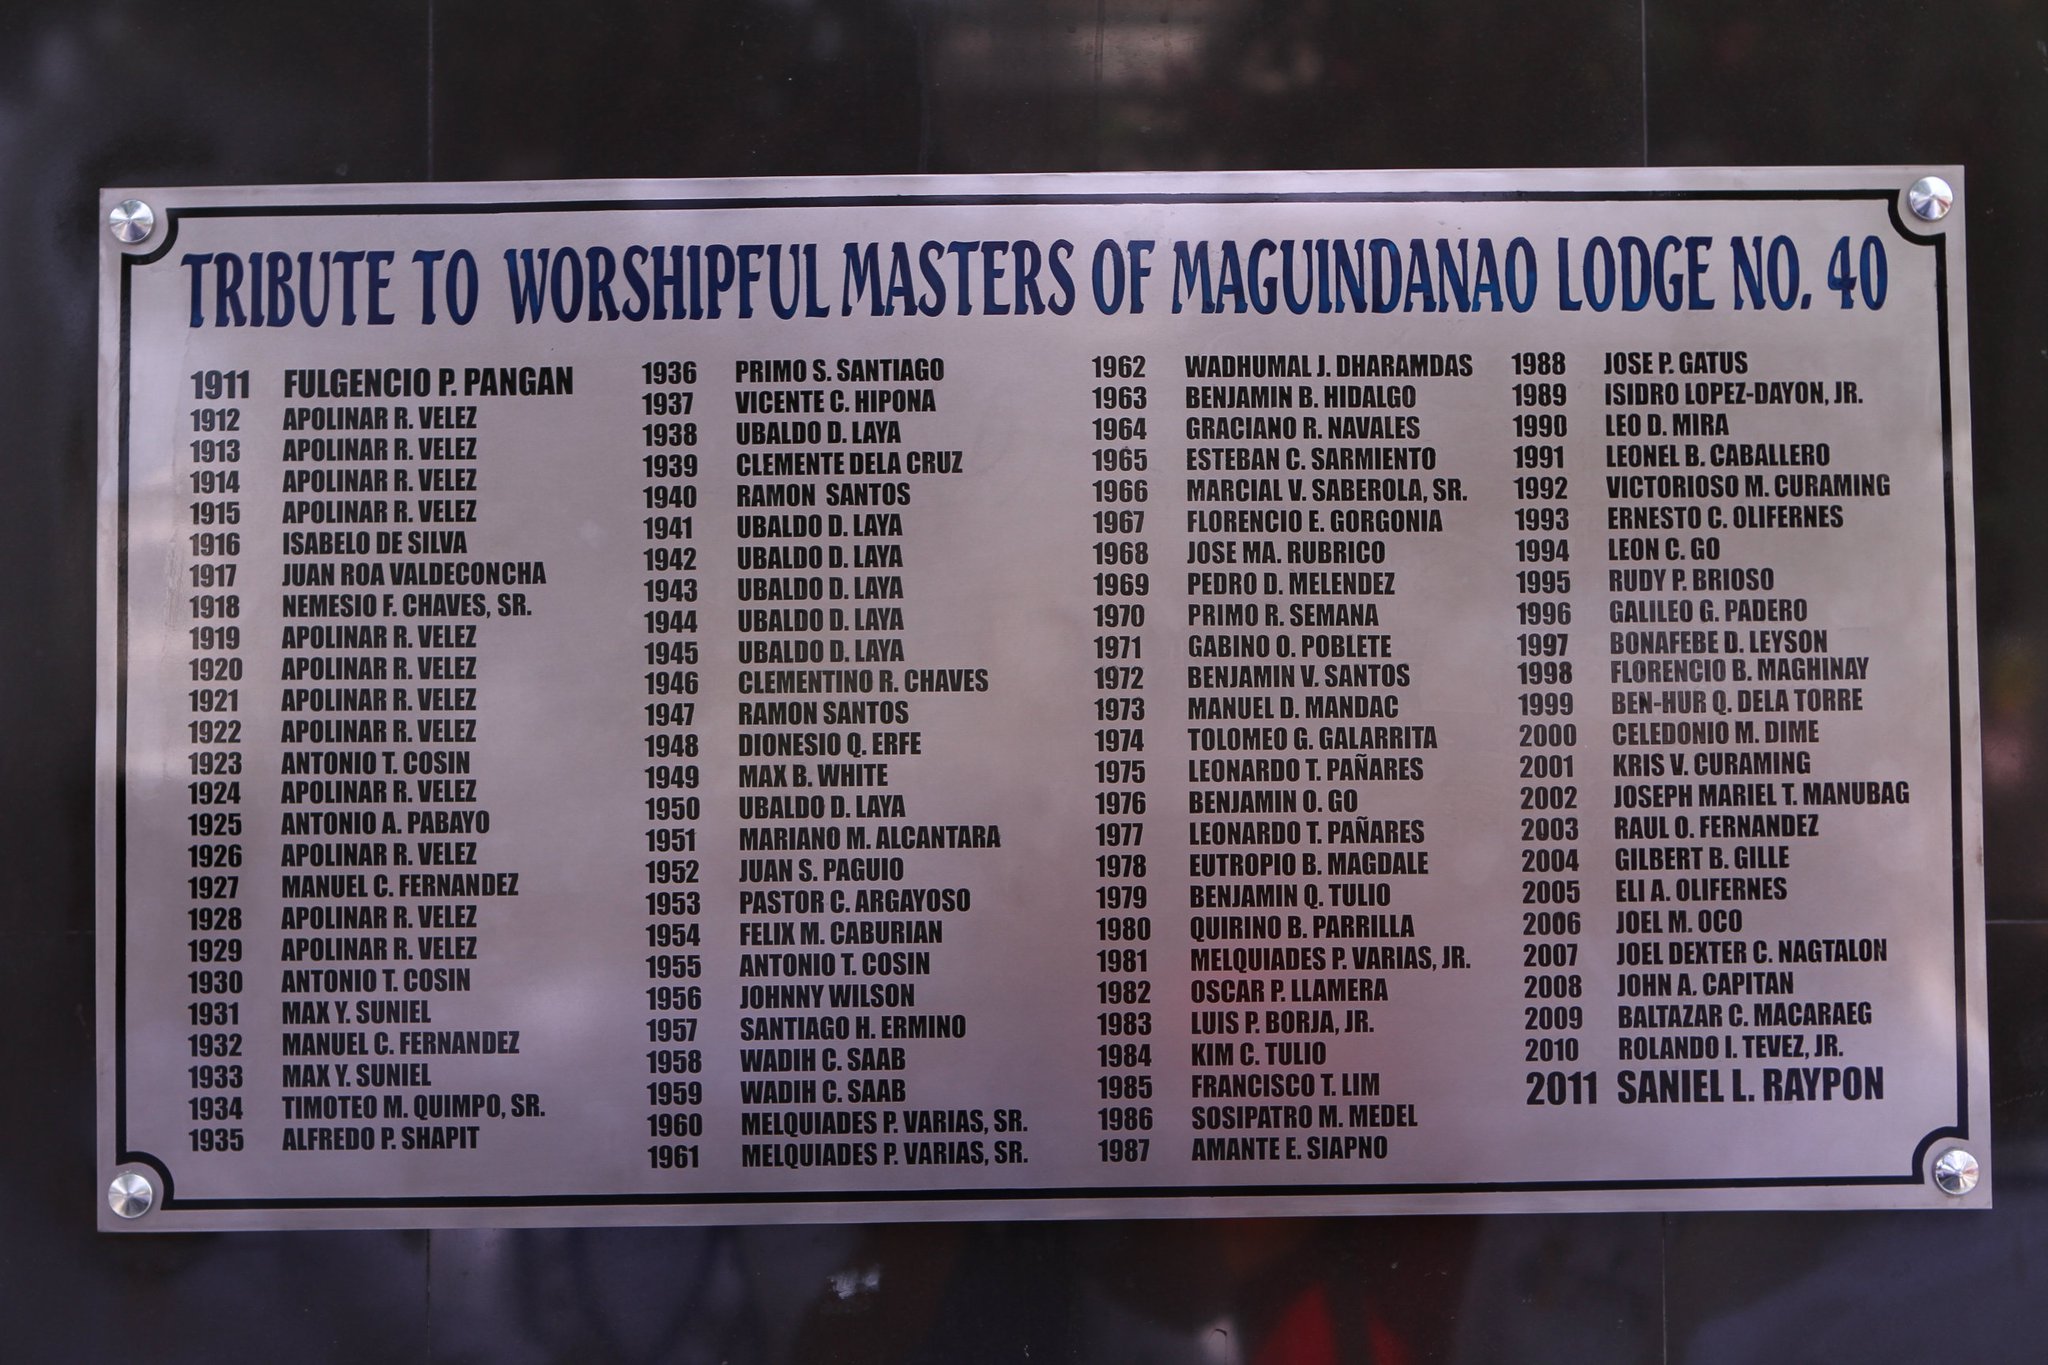 TRIBUTE TO WORSHIPFUL MASTERS OF MAGUINDANAO LODGE NO. 40
1911 FULGENCIO P. PANGAN
1912 APOLINAR R. VELEZ
1913 APOLINAR R. VELEZ
1914 APOLINAR R. VELEZ
1915 APOLINAR R. VELEZ
1916 ISABELO DE SILVA
1917 JUAN ROA VALDECONCHA
1918 NEMESIO F. CHAVES, SR.
1919 APOLINAR R. VELEZ
1920 APOLINAR R. VELEZ
1921 APOLINAR R. VELEZ
1922 APOLINAR R. VELEZ
1923 ANTONIO T. COSIN
1924 APOLINAR R. VELEZ
1925 ANTONIO A. PABAYO
1926 APOLINAR R. VELEZ
1927 MANUEL C. FERNANDEZ
1928 APOLINAR R. VELEZ
1929 APOLINAR R. VELEZ
1930 ANTONIO T. COSIN
1931 MAX Y. SUNIEL
1932 MANUEL C. FERNANDEZ
1933 MAX Y. SUNIEL
1934 TIMOTEO M. QUIMPO, SR.
1935 ALFREDO P. SHAPIT
1936 PRIMO S. SANTIAGO
1937 VICENTE C. HIPONA
1938 UBALDO D. LAYA
1939 CLEMENTE DELA CRUZ
1940 RAMON SANTOS
1941 UBALDO D. LAYA
1942 UBALDO D. LAYA
1943 UBALDO D. LAYA
1944 UBALDO D. LAYA
1945 UBALDO D. LAYA
1946 CLEMENTINO R. CHAVES
1947 RAMON SANTOS
1948 DIONESIO Q. ERFE
1949 MAX B. WHITE
1950 UBALDO D. LAYA
1951 MARIANO M. ALCANTARA
1952 JUAN S. PAGUIO
1953 PASTOR C. ARGAYOSO
1954 FELIX M. CABURIAN
1955 ANTONIO T. COSIN
1956 JOHNNY WILSON
1957 SANTIAGO H. ERMINO
1958 WADIH C. SAAB
1959 WADIH C. SAAB
1960 MELQUIADES P. VARIAS, SR.
1961 MELQUIADES P. VARIAS, SR.
1962 WADHUMAL J. DHARAMDAS
1963 BENJAMIN B. HIDALGO
1964 GRACIANO R. NAVALES
1965 ESTEBAN C. SARMIENTO
1966 MARCIAL V. SABEROLA, SR.
1967 FLORENCIO E. GORGONIA
1968 JOSE MA. RUBRICO
1969 PEDRO D. MELENDEZ
1970 PRIMO R. SEMANA
1971 GABINO O. POBLETE
1972 BENJAMIN V. SANTOS
1973 MANUEL D. MANDAC
1974 TOLOMEO G. GALARRITA
1975 LEONARDO T. PAÑARES
1976 BENJAMIN O. GO
1977 LEONARDO T. PAÑARES
1978 EUTROPIO B. MAGDALE
1979 BENJAMIN Q. TULIO
1980 QUIRINO B. PARRILLA
1981 MELQUIADES P. VARIAS, JR.
1982 OSCAR P. LLAMERA
1983 LUIS P. BORJA, JR.
1984 KIM C. TULIO
1985 FRANCISCO T. LIM
1986 SOSIPATRO M. MEDEL
1987 AMANTE E. SIAPNO
1988 JOSE P. GATUS
1989 ISIDRO LOPEZ-DAYON, JR.
1990 LEO D. MIRA
1991 LEONEL B. CABALLERO
1992 VICTORIOSO M. CURAMING
1993 ERNESTO C. OLIFERNES
1994 LEON C. GO
1995 RUDY P. BRIOSO
1996 GALILEO G. PADERO
1997 BONAFEBE D. LEYSON
1998 FLORENCIO B. MAGHINAY
1999 BEN-HUR Q. DELA TORRE
2000 CELEDONIO M. DIME
2001 KRIS V. CURAMING
2002 JOSEPH MARIEL T. MANUBAG
2003 RAUL O. FERNANDEZ
2004 GILBERT B. GILLE
2005 ELI A. OLIFERNES
2006 JOEL M. OCO
2007 JOEL DEXTER C. NAGTALON
2008 JOHN A. CAPITAN
2009 BALTAZAR C. MACARAEG
2010 ROLANDO I. TEVEZ, JR.
2011 SANIEL L. RAYPON